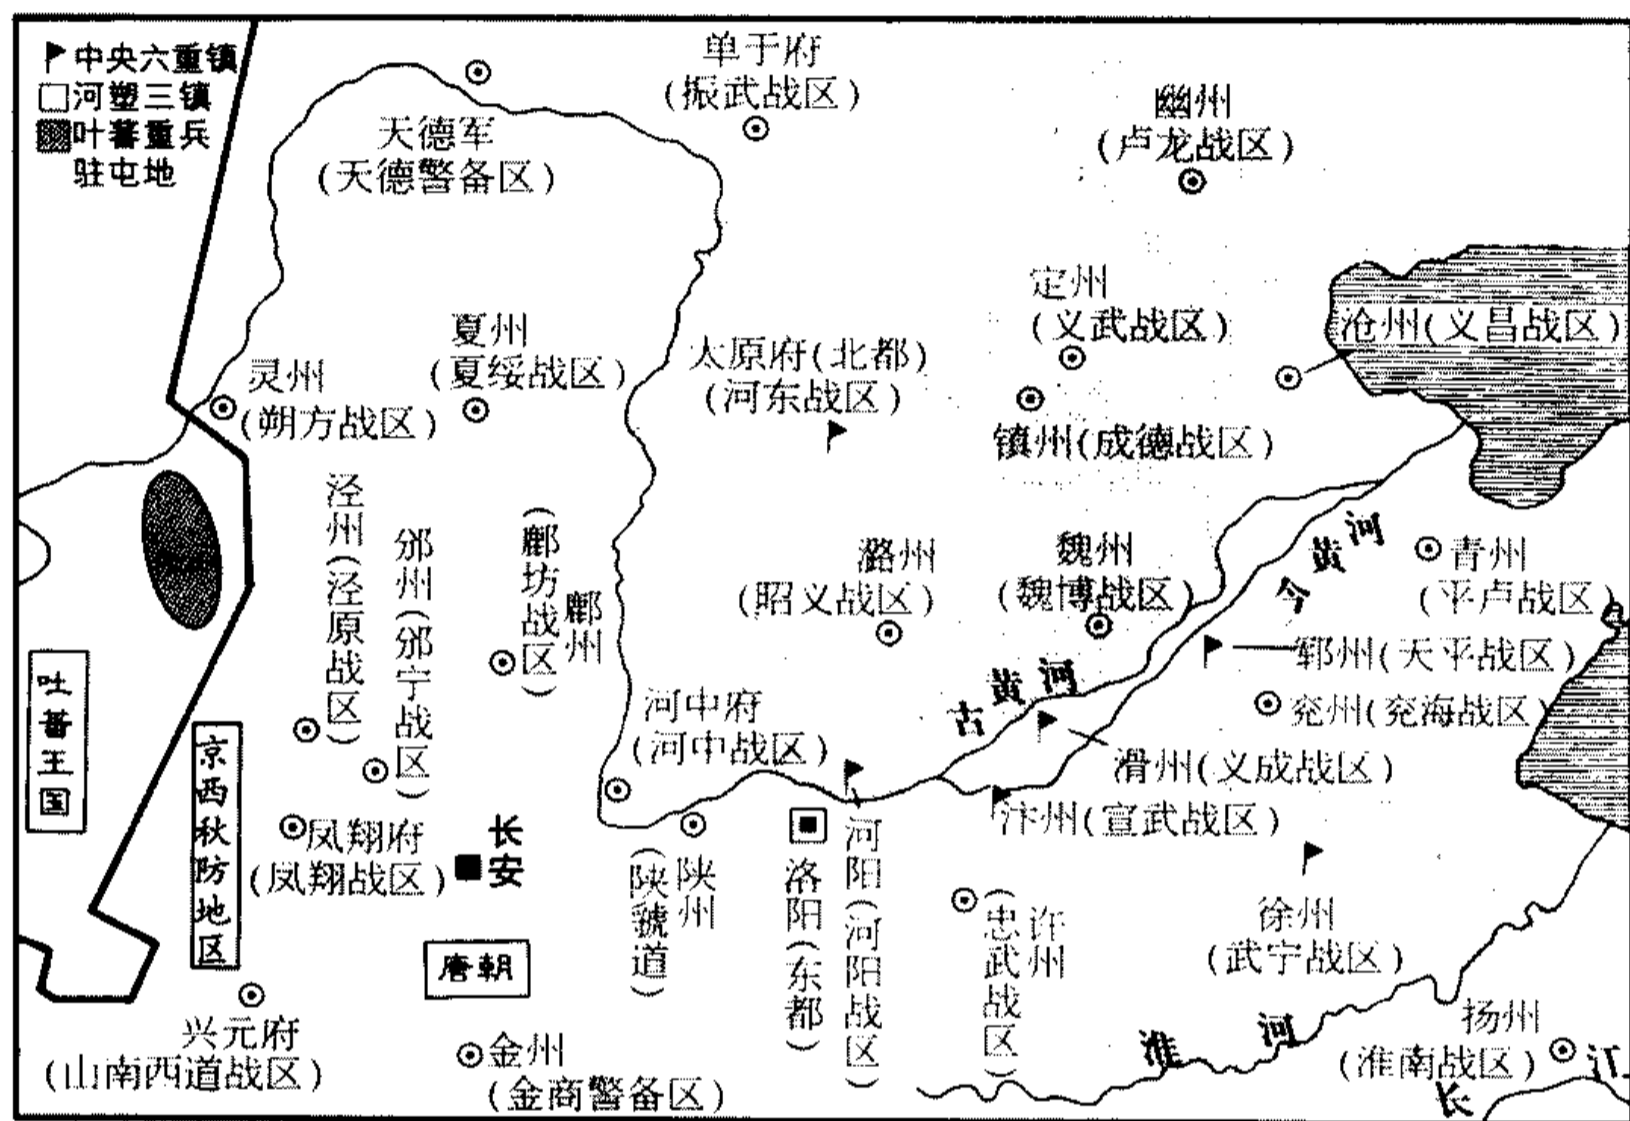 中央六重镇
河塑三镇
叶蕃重兵
驻屯地
单于府
(振武战区)
幽州
(卢龙战区)
天德军
(天德警备区)
定州
(义武战区)
沧州(义昌战区)
夏州
(夏绥战区)
太原府(北都)
(河东战区)
灵州
(朔方战区)
镇州(成德战区)
泾州(泾原战区)
邠州(邠宁战区)
鄜州
(鄜坊战区)
潞州
(昭义战区)
魏州
(魏博战区)
今黄河
青州
(平卢战区)
郓州(天平战区)
古黄河
兖州(兖海战区)
河中府
(河中战区)
滑州(义成战区)
汴州(宣武战区)
吐蕃王国
京西秋防地区
凤翔府
(凤翔战区)
长安
陕州
(陕虢道)
洛阳(东都)
河阳(河阳战区)
许州
(忠武战区)
徐州
(武宁战区)
唐朝
兴元府
(山南西道战区)
金州
(金商警备区)
淮河
扬州
(淮南战区)
长江